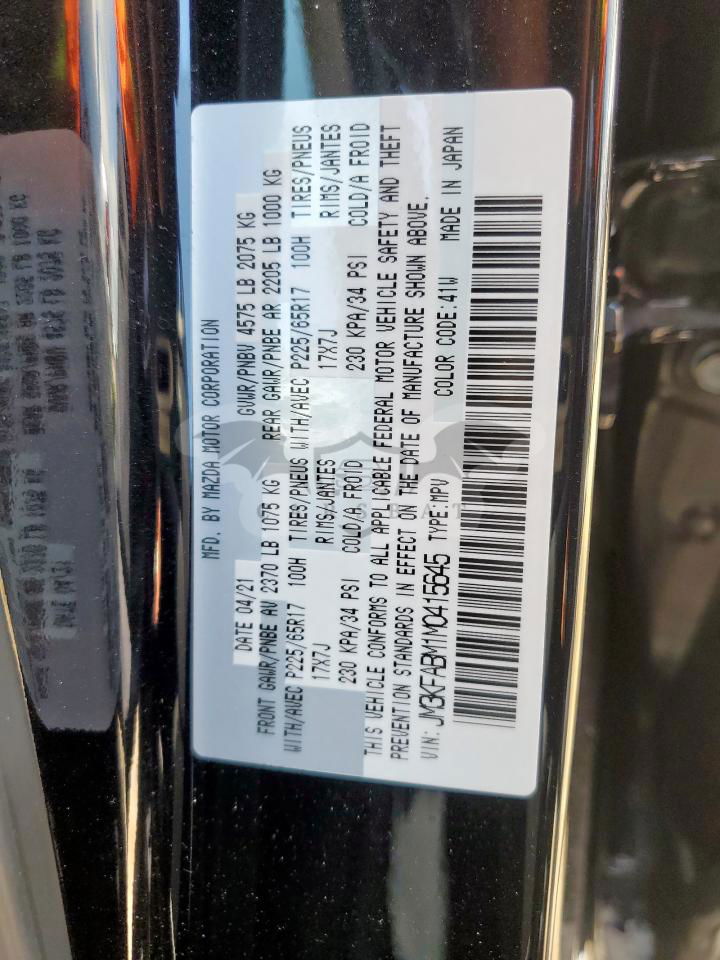 MFD. BY MAZDA MOTOR CORPORATION
DATE 04/21 GVWR/PNBV 4575 LB 2075 KG
FRONT GAWR/PNBE AV 2370 LB 1075 KG REAR GAWR/PNBE AR 2205 LB 1000 KG
WITH/AVEC P225/65R17 100H TIRES/PNEUS WITH/AVEC P225/65R17 100H TIRES/PNEUS
17X7J RIMS/JANTES 17X7J RIMS/JANTES
230 KPA/34 PSI COLD/A FROID 230 KPA/34 PSI COLD/A FROID
THIS VEHICLE CONFORMS TO ALL APPLICABLE FEDERAL MOTOR VEHICLE SAFETY AND THEFT
PREVENTION STANDARDS IN EFFECT ON THE DATE OF MANUFACTURE SHOWN ABOVE.
VIN: JM3KFABM1M0415645 TYPE:MPV COLOR CODE:41W MADE IN JAPAN